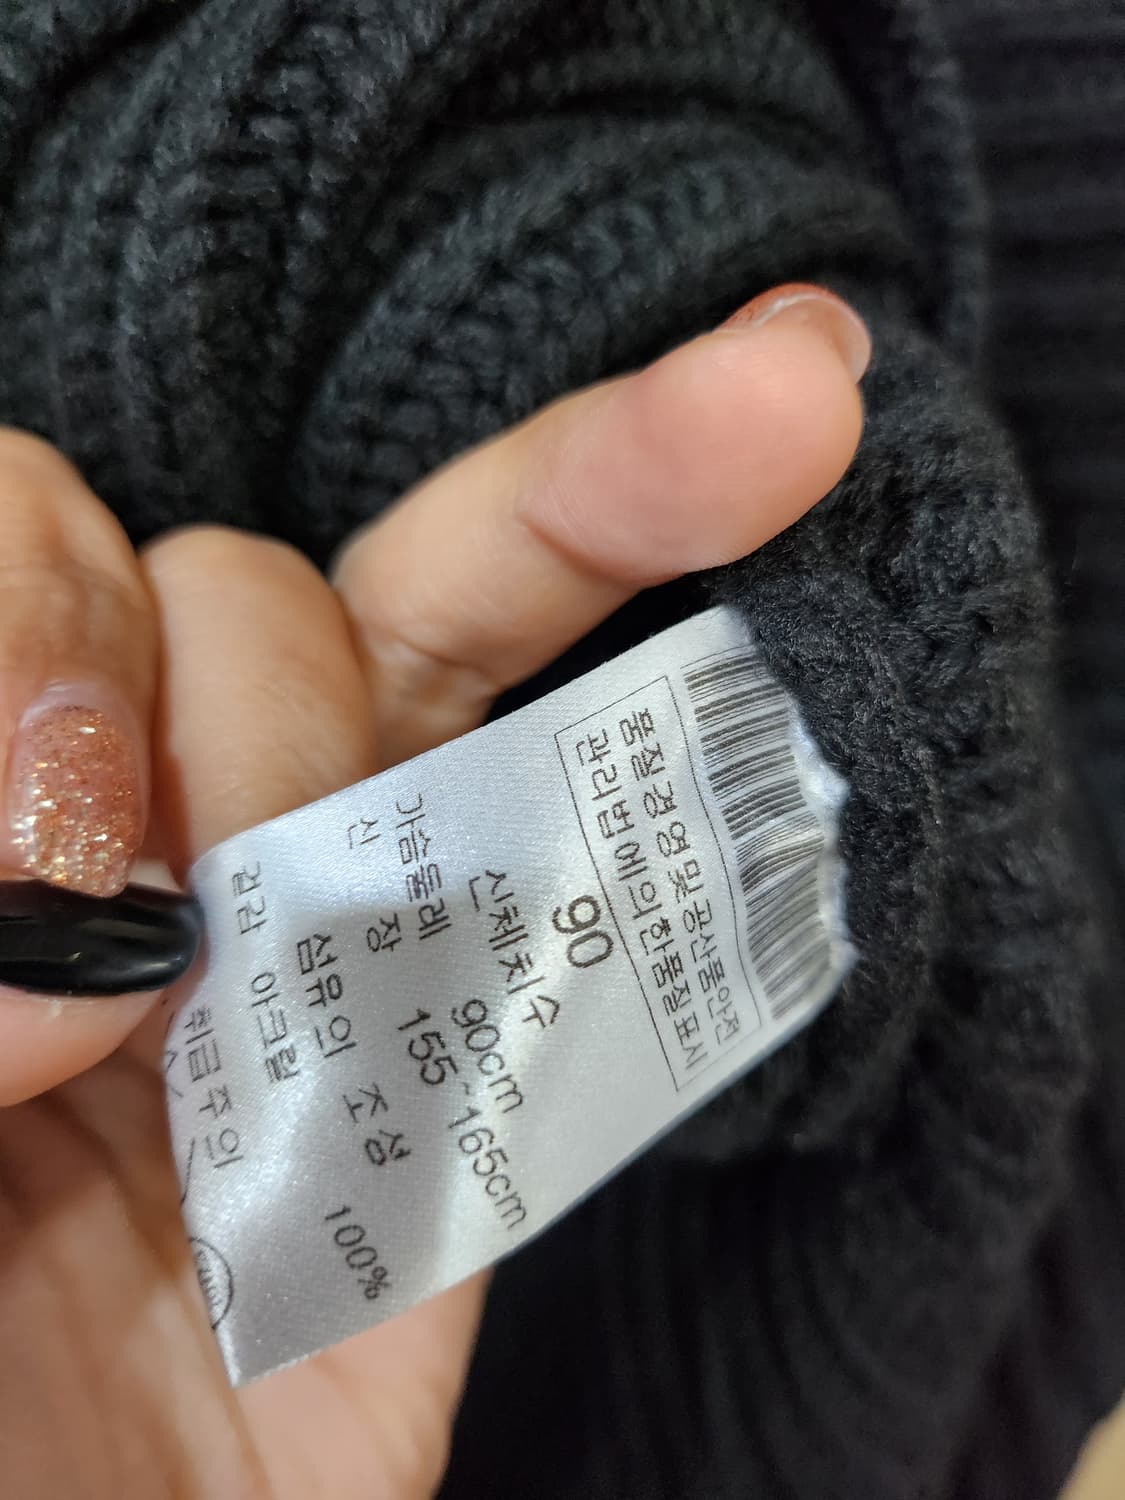 품질경영및공산품안전
관리법에의한품질표시
90
신체치수
가슴둘레 90cm
신 장 155~165cm
섬유의 조성
겉감 아크릴 100%
취급주의